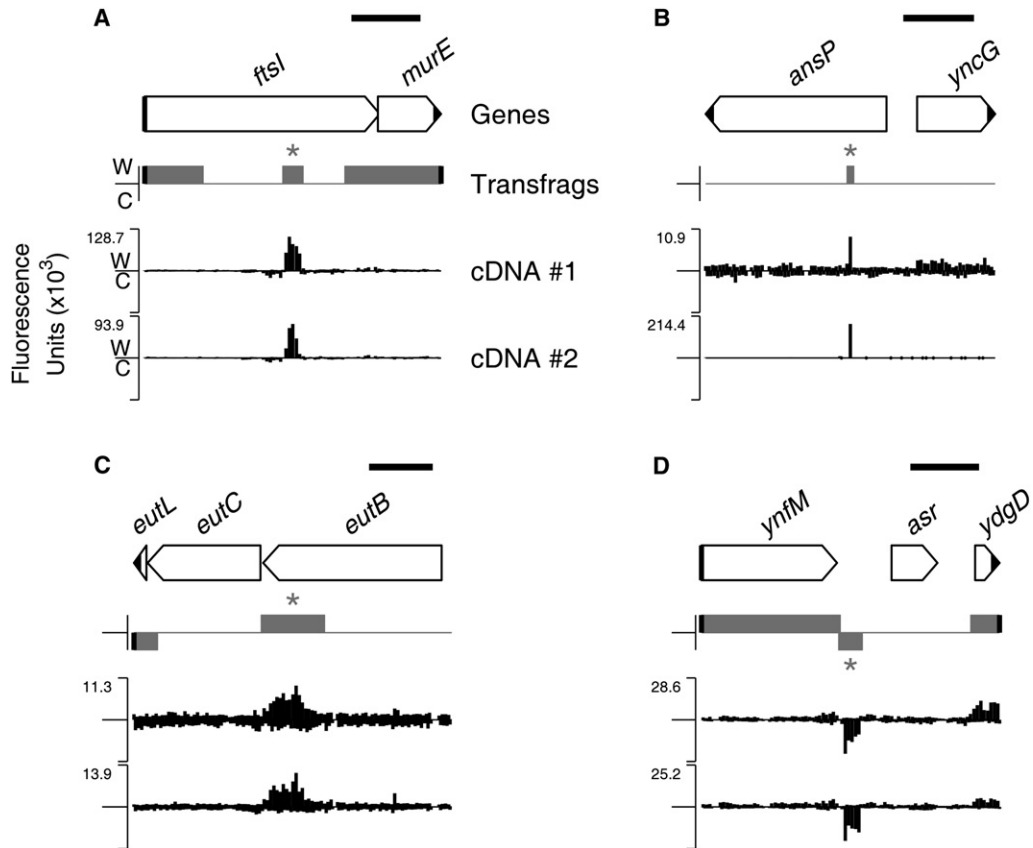 A
ftsI
murE
Genes
*
W
C
Transfrags
Fluorescence
Units (x10³)
128.7
W
C
cDNA #1
93.9
W
C
cDNA #2
B
ansP
yncG
*
10.9
214.4
C
eutL
eutC
eutB
*
11.3
13.9
D
ynfM
asr
ydgD
*
28.6
25.2